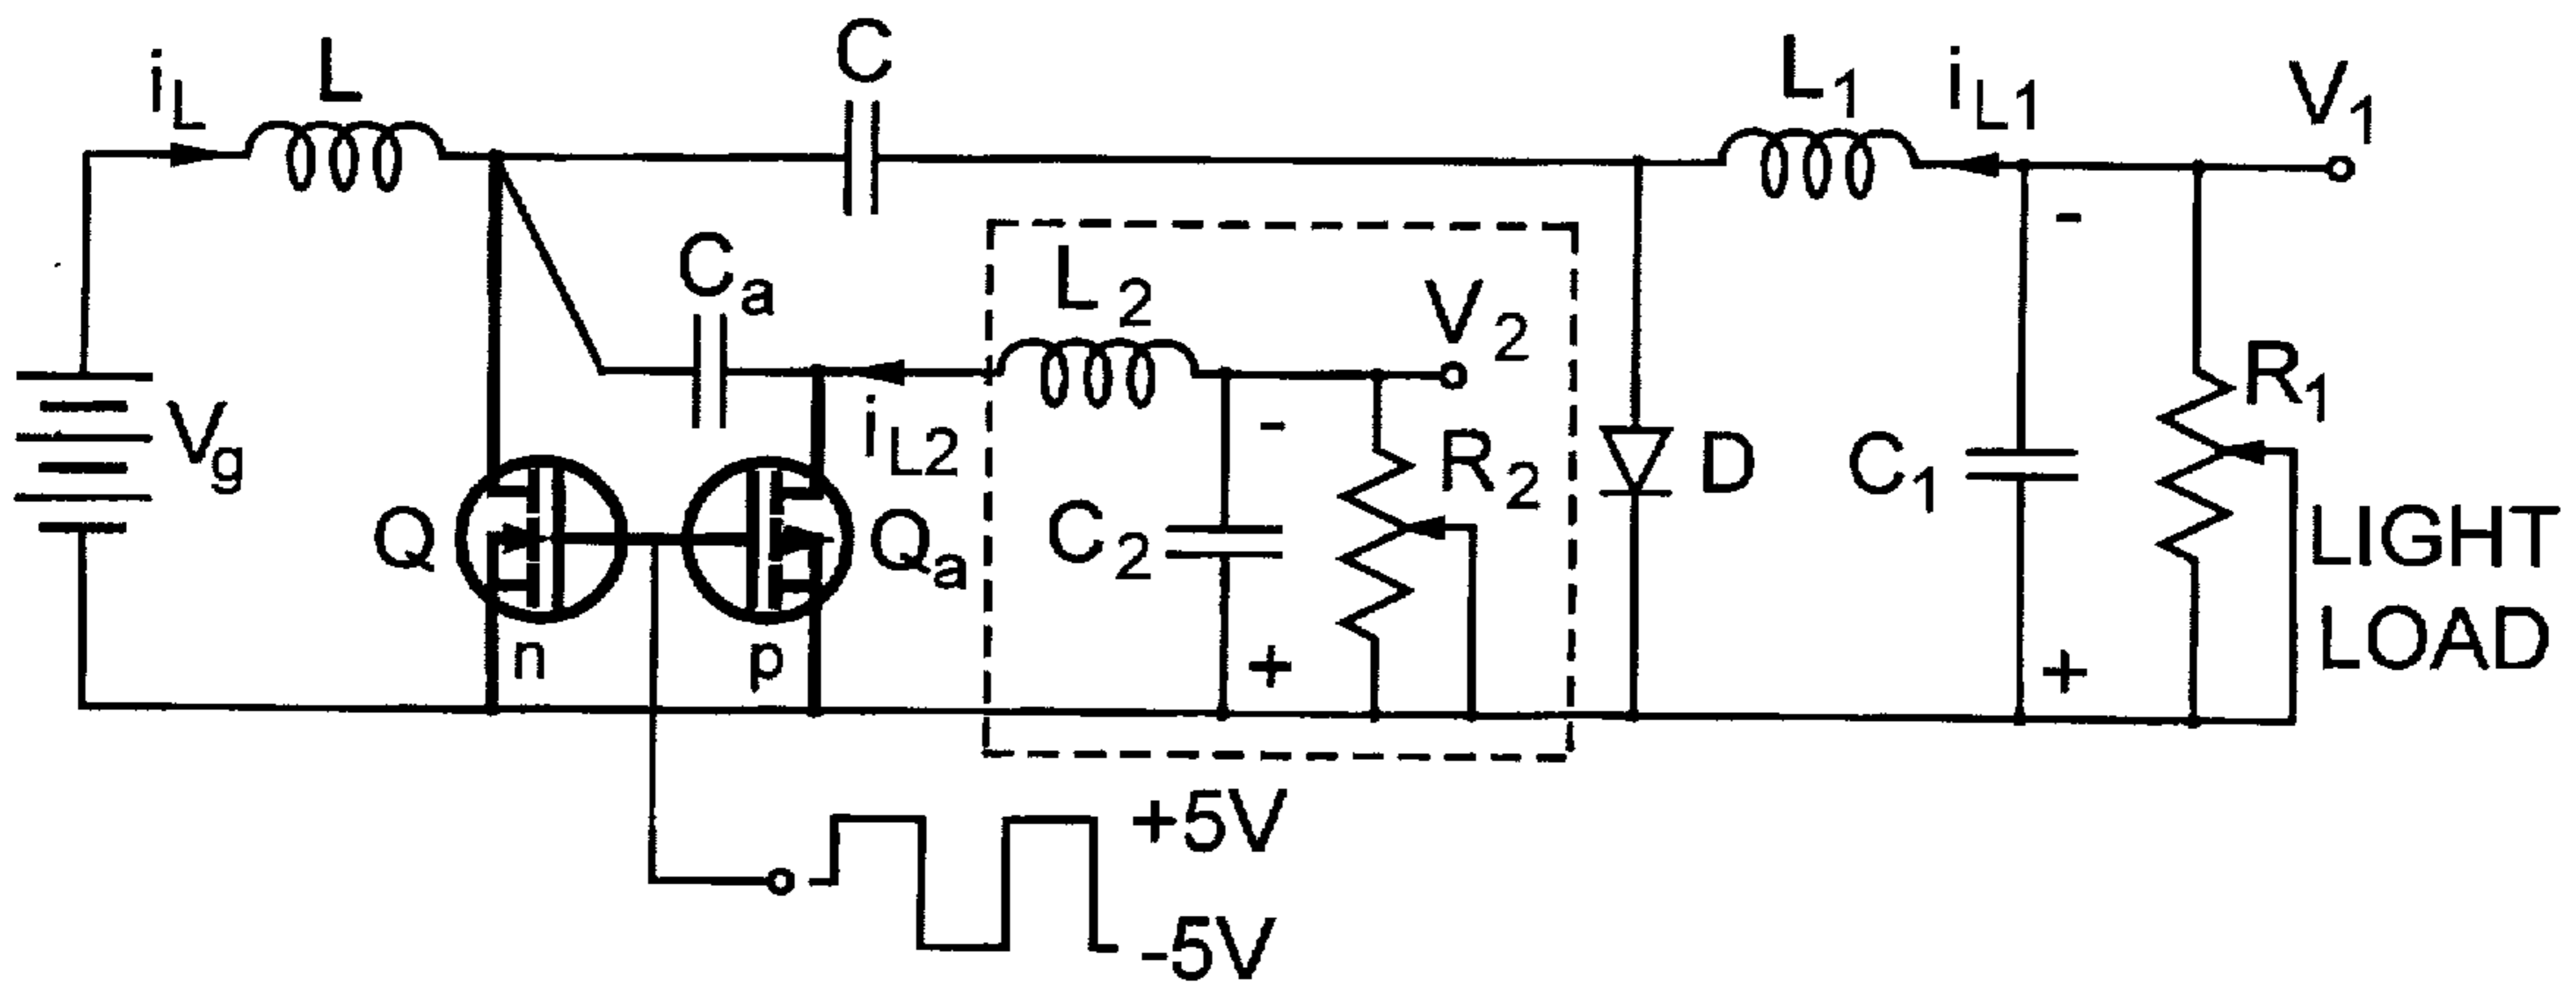 iL
L
C
L1
iL1
V1
Ca
L2
V2
iL2
Vg
-
-
Q
Qa
R2
D
C1
R1
C2
LIGHT
LOAD
n
p
+
+
+5V
-5V